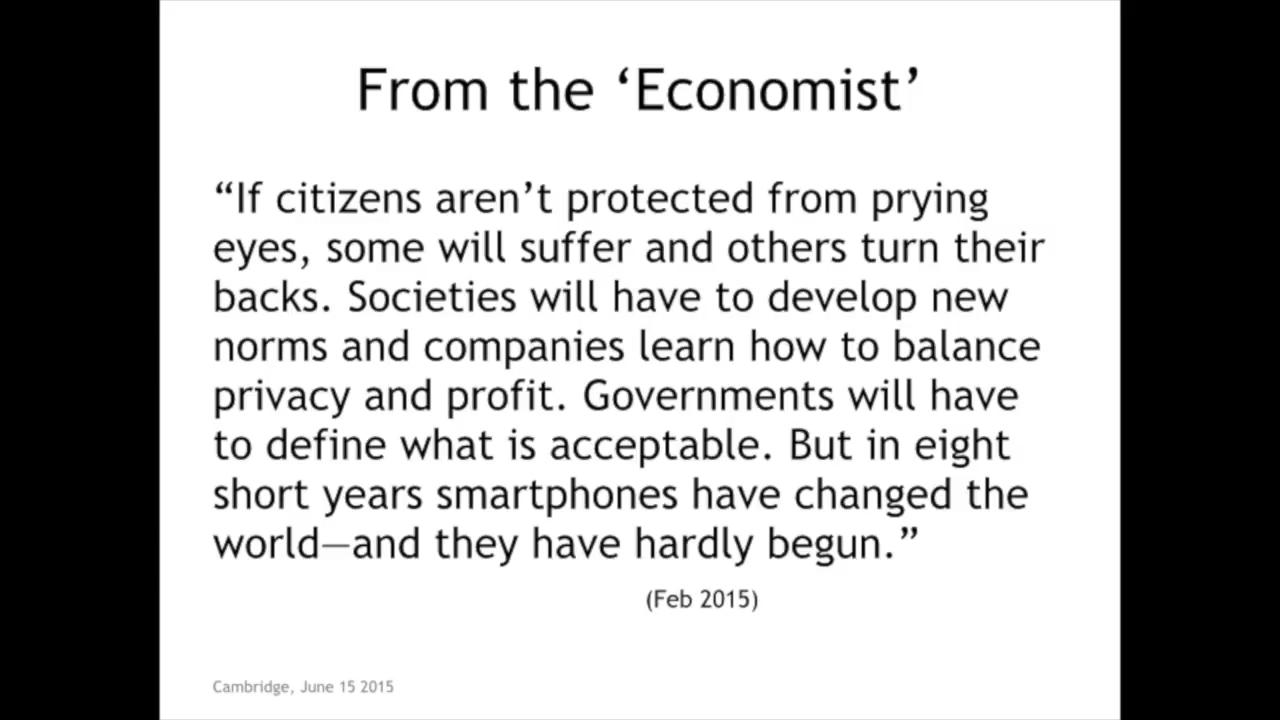 From the ‘Economist’
“If citizens aren’t protected from prying
eyes, some will suffer and others turn their
backs. Societies will have to develop new
norms and companies learn how to balance
privacy and profit. Governments will have
to define what is acceptable. But in eight
short years smartphones have changed the
world—and they have hardly begun.”
(Feb 2015)
Cambridge, June 15 2015